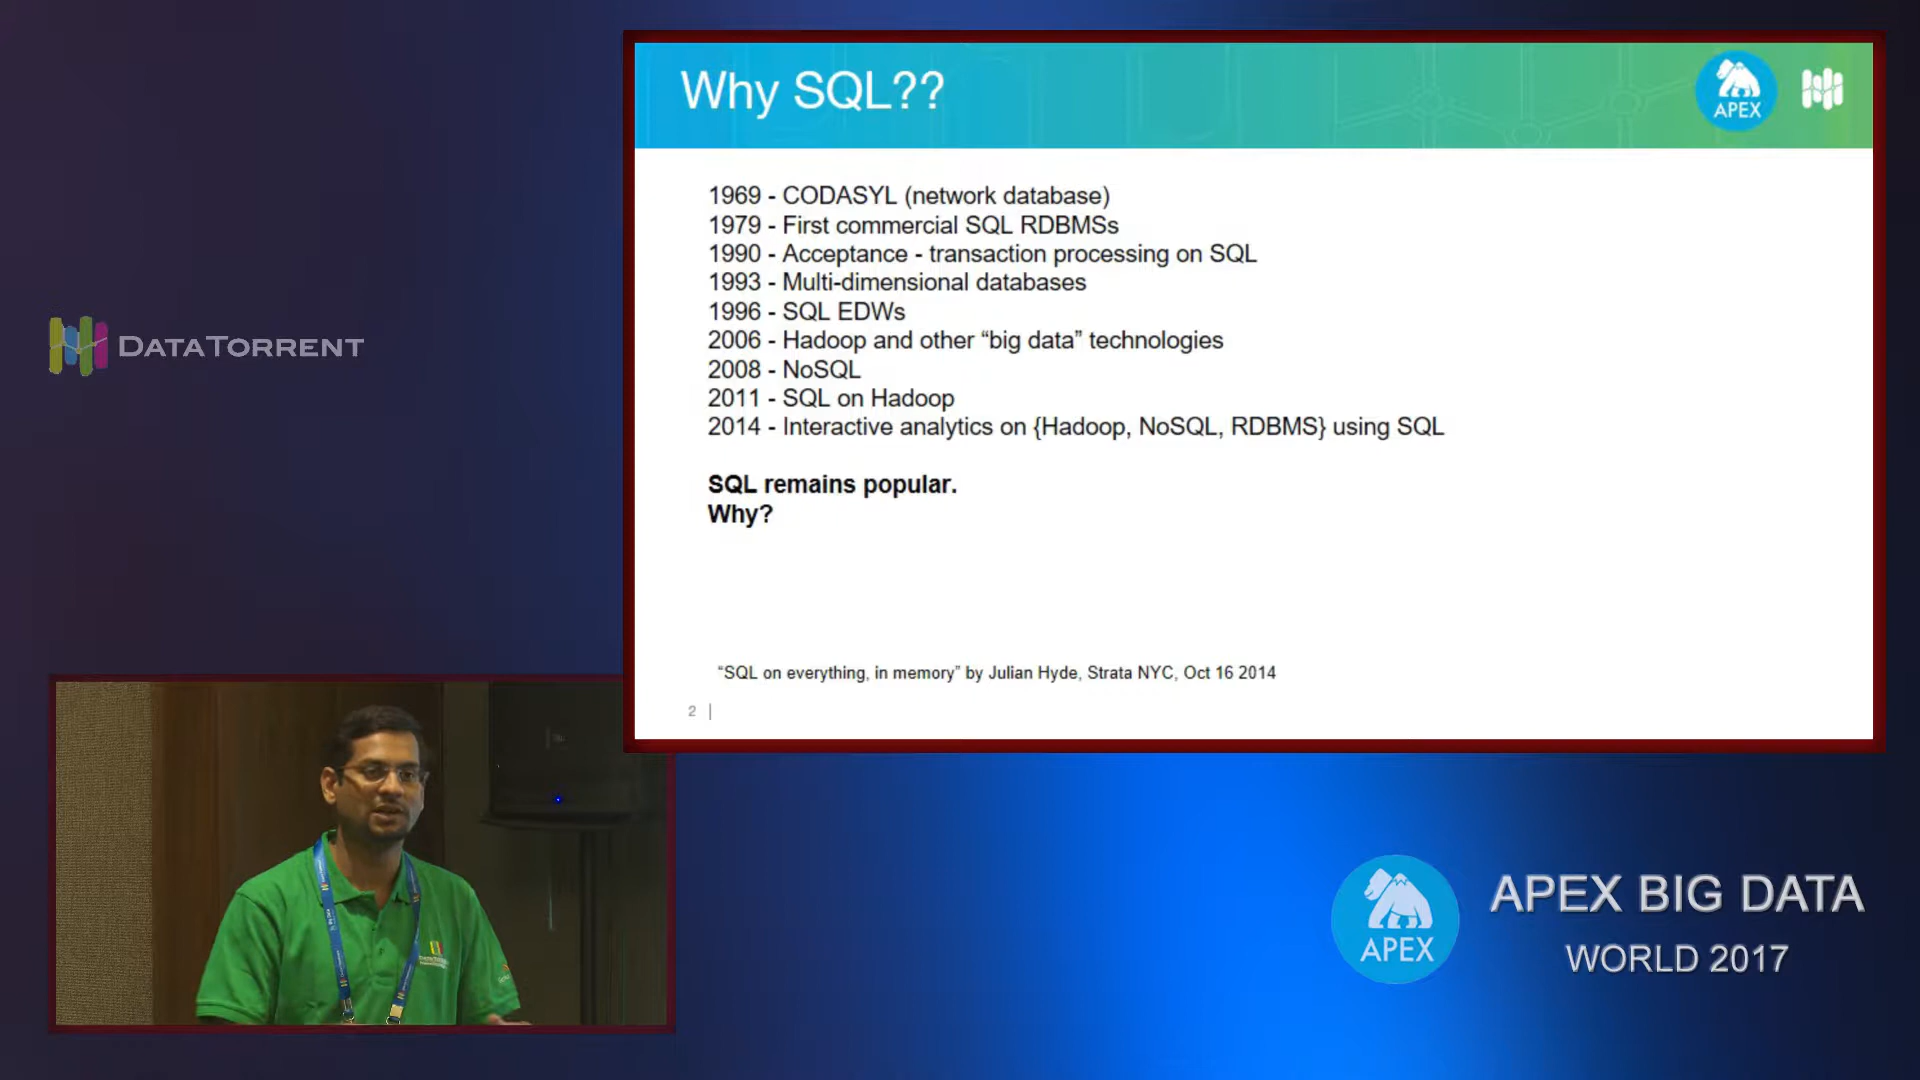 Why SQL??
APEX
1969 - CODASYL (network database)
1979 - First commercial SQL RDBMSs
1990 - Acceptance - transaction processing on SQL
1993 - Multi-dimensional databases
1996 - SQL EDWs
2006 - Hadoop and other “big data” technologies
2008 - NoSQL
2011 - SQL on Hadoop
2014 - Interactive analytics on {Hadoop, NoSQL, RDBMS} using SQL
SQL remains popular.
Why?
“SQL on everything, in memory” by Julian Hyde, Strata NYC, Oct 16 2014
2 |
DATATORRENT
APEX
APEX BIG DATA
WORLD 2017